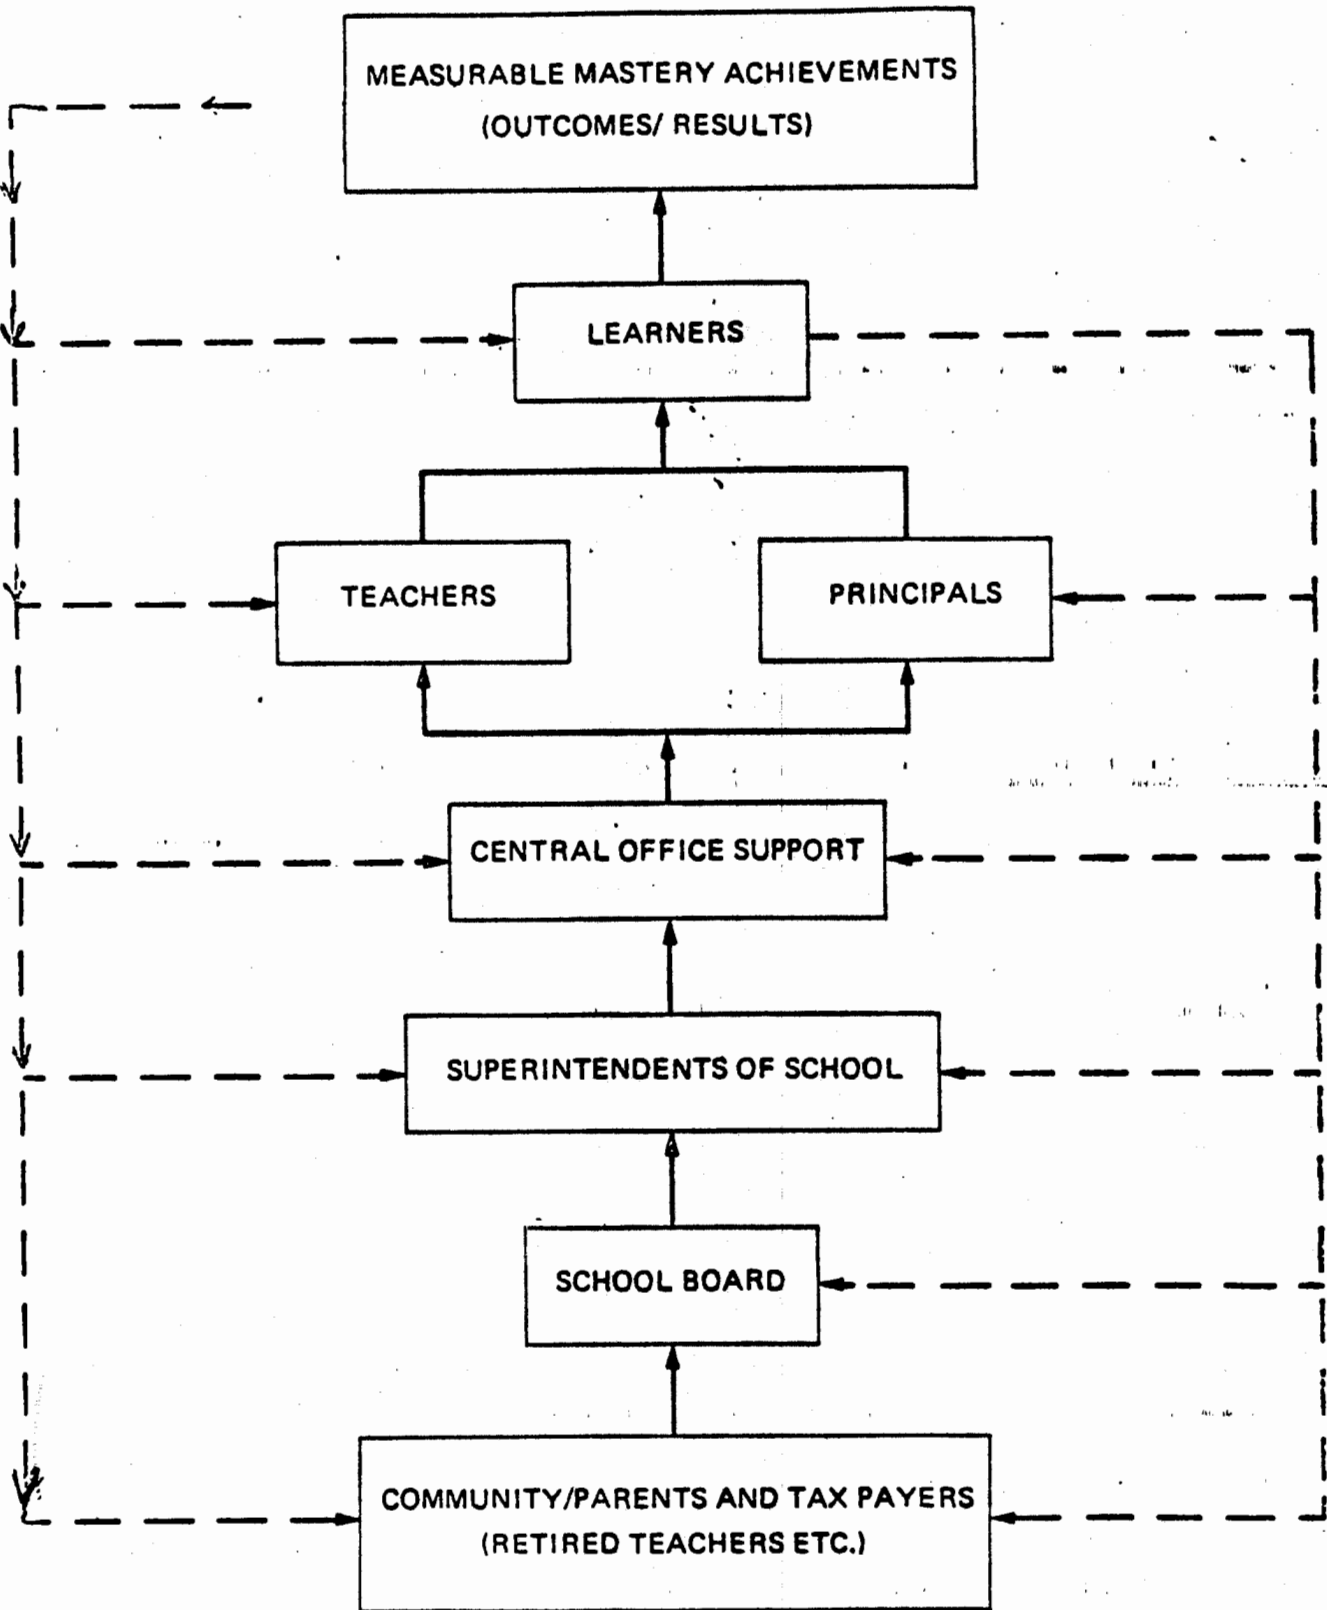 MEASURABLE MASTERY ACHIEVEMENTS
(OUTCOMES/ RESULTS)
LEARNERS
TEACHERS
PRINCIPALS
CENTRAL OFFICE SUPPORT
SUPERINTENDENTS OF SCHOOL
SCHOOL BOARD
COMMUNITY/PARENTS AND TAX PAYERS
(RETIRED TEACHERS ETC.)